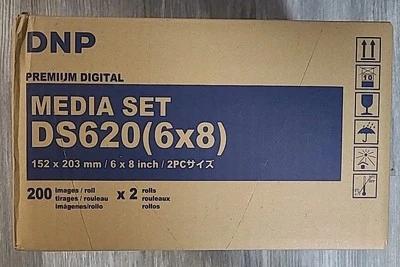 DNP
PREMIUM DIGITAL
MEDIA SET
DS620(6x8)
152 x 203 mm / 6 x 8 inch / 2PCサイズ
200 images / roll x 2 rolls
tirages / rouleau rouleaux
imágenes/rollo rollos
10